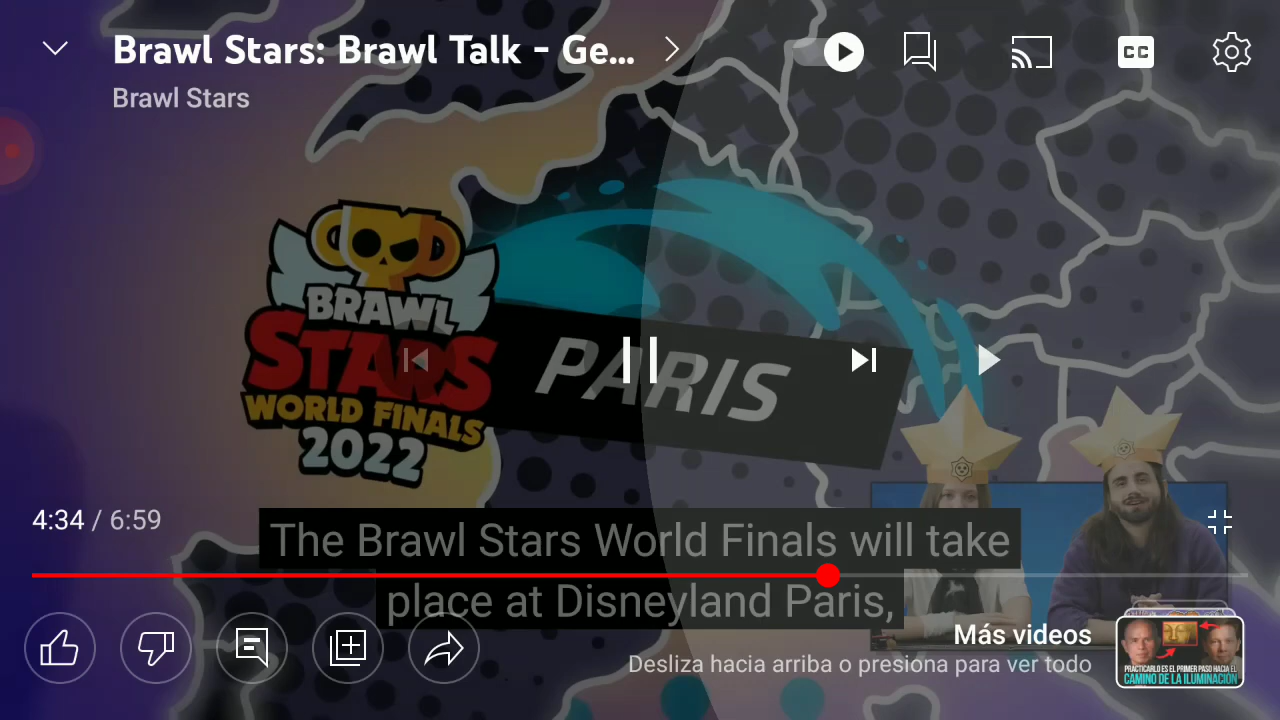 Brawl Stars: Brawl Talk - Ge...
Brawl Stars
CC
BRAWL
STARS
WORLD FINALS
2022
PARIS
4:34 / 6:59
The Brawl Stars World Finals will take
place at Disneyland Paris,
Más videos
Desliza hacia arriba o presiona para ver todo
PRACTICARLO ES EL PRIMER PASO HACIA EL
CAMINO DE LA ILUMINACIÓN